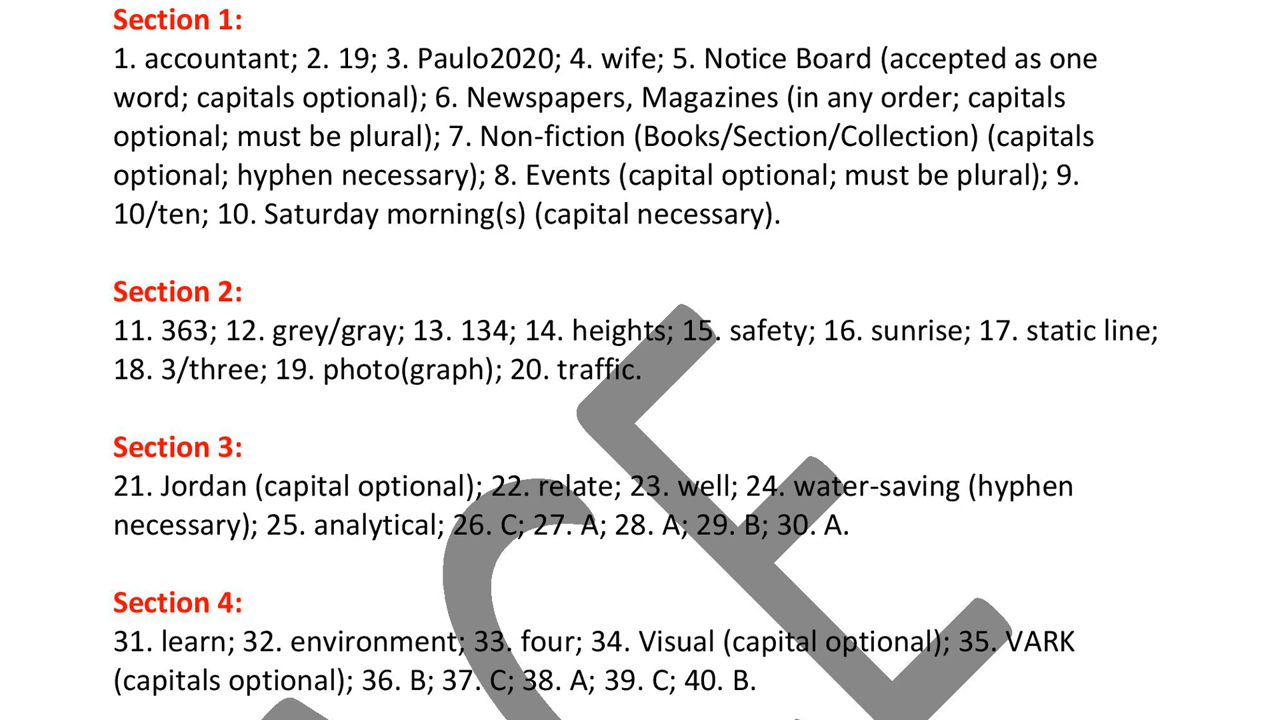 Section 1:
1. accountant; 2. 19; 3. Paulo2020; 4. wife; 5. Notice Board (accepted as one
word; capitals optional); 6. Newspapers, Magazines (in any order; capitals
optional; must be plural); 7. Non-fiction (Books/Section/Collection) (capitals
optional; hyphen necessary); 8. Events (capital optional; must be plural); 9.
10/ten; 10. Saturday morning(s) (capital necessary).
Section 2:
11. 363; 12. grey/gray; 13. 134; 14. heights; 15. safety; 16. sunrise; 17. static line;
18. 3/three; 19. photo(graph); 20. traffic.
Section 3:
21. Jordan (capital optional); 22. relate; 23. well; 24. water-saving (hyphen
necessary); 25. analytical; 26. C; 27. A; 28. A; 29. B; 30. A.
Section 4:
31. learn; 32. environment; 33. four; 34. Visual (capital optional); 35. VARK
(capitals optional); 36. B; 37. C; 38. A; 39. C; 40. B.